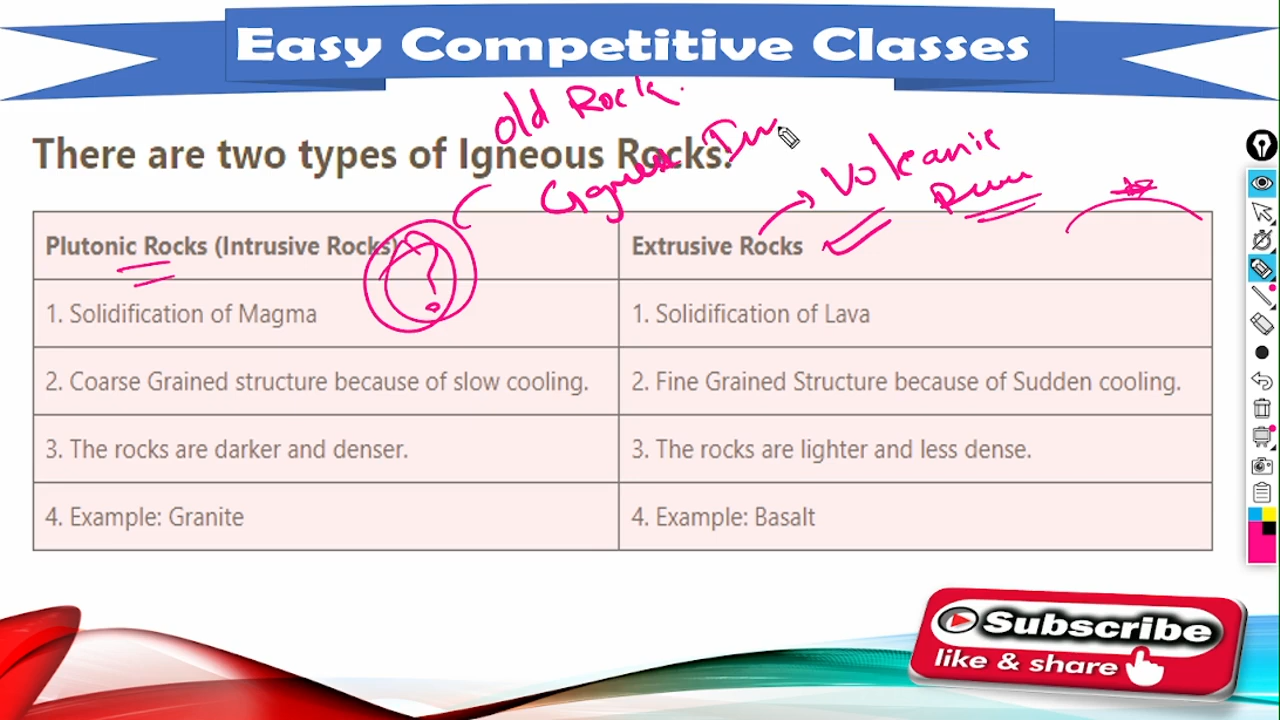 Easy Competitive Classes
old Rock.
There are two types of Igneous Rocks:
Volcanic
Plutonic Rocks (Intrusive Rocks)
?
Extrusive Rocks
1. Solidification of Magma
1. Solidification of Lava
2. Coarse Grained structure because of slow cooling.
2. Fine Grained Structure because of Sudden cooling.
3. The rocks are darker and denser.
3. The rocks are lighter and less dense.
4. Example: Granite
4. Example: Basalt
Subscribe
like & share